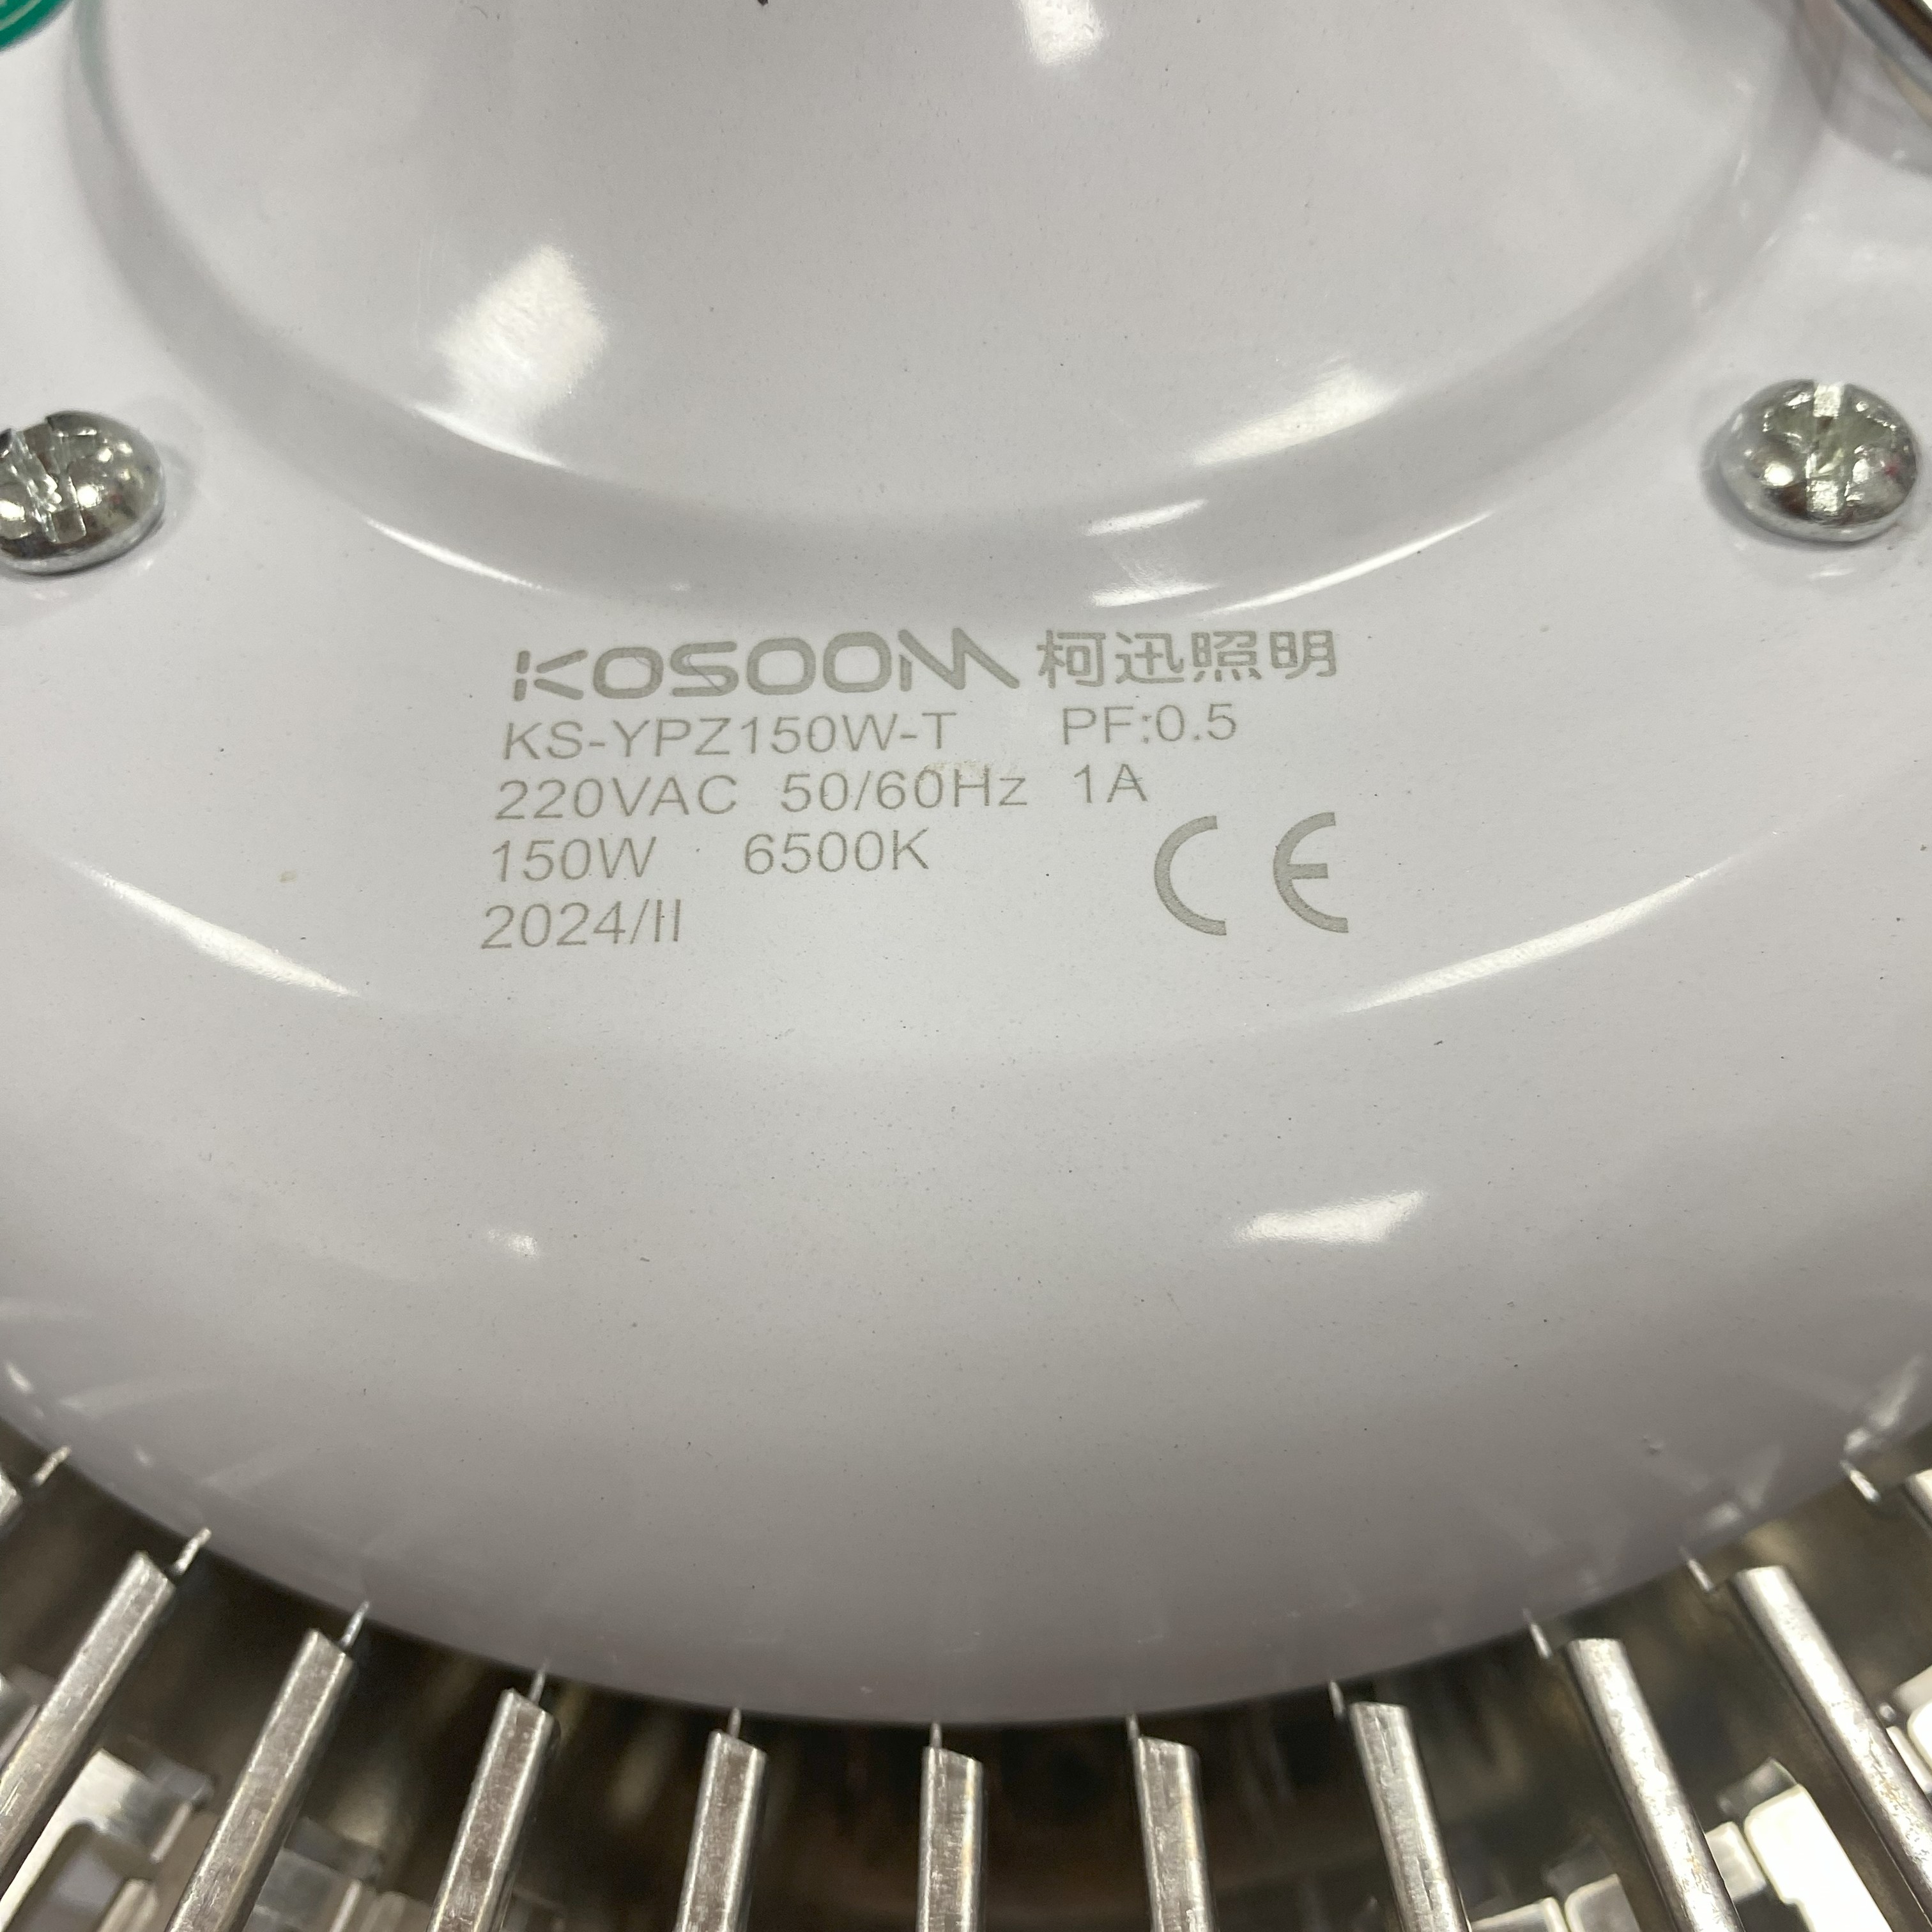 KOSOOM 柯迅照明
KS-YPZ150W-T PF:0.5
220VAC 50/60Hz 1A
150W 6500K
2024/II
CE